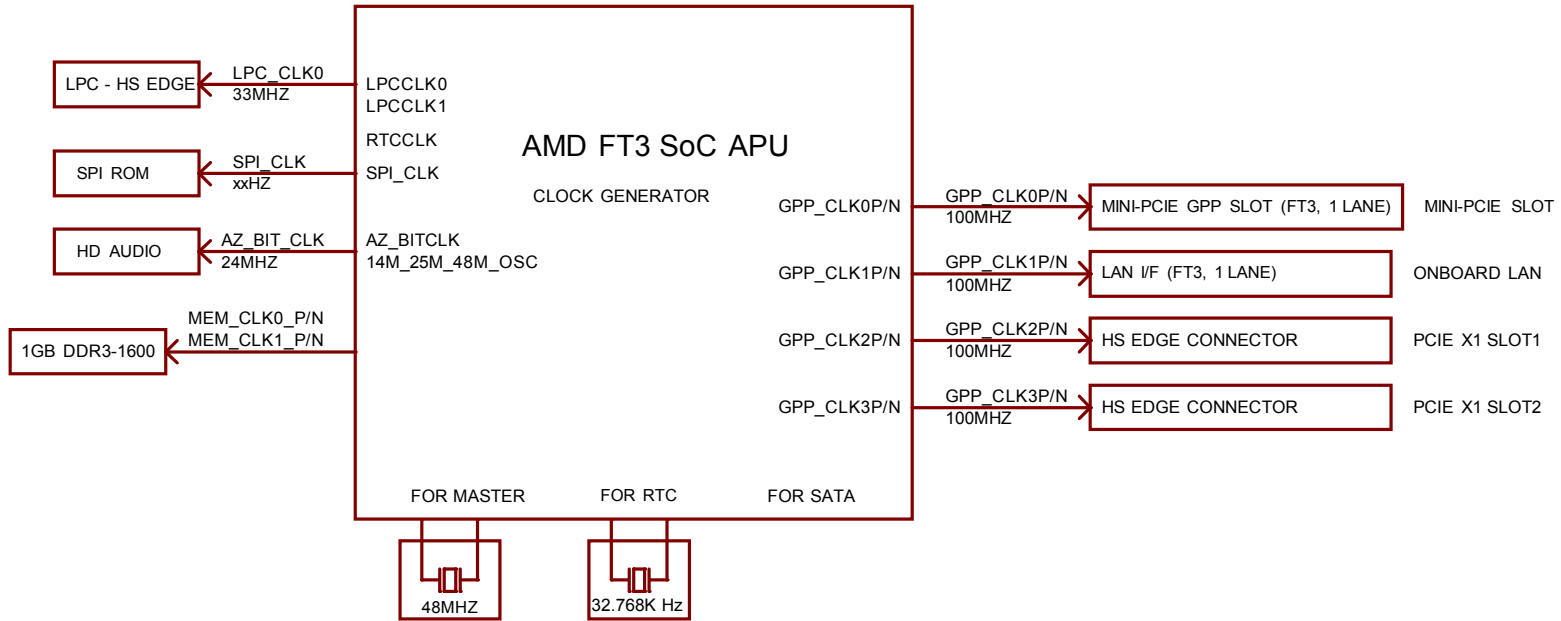 LPC - HS EDGE
LPC_CLK0
33MHZ
LPCCLK0
LPCCLK1
RTCCLK
SPI ROM
SPI_CLK
xxHZ
SPI_CLK
HD AUDIO
AZ_BIT_CLK
24MHZ
AZ_BITCLK
14M_25M_48M_OSC
1GB DDR3-1600
MEM_CLK0_P/N
MEM_CLK1_P/N
AMD FT3 SoC APU
CLOCK GENERATOR
GPP_CLK0P/N
GPP_CLK0P/N
100MHZ
MINI-PCIE GPP SLOT (FT3, 1 LANE)
MINI-PCIE SLOT
GPP_CLK1P/N
GPP_CLK1P/N
100MHZ
LAN I/F (FT3, 1 LANE)
ONBOARD LAN
GPP_CLK2P/N
GPP_CLK2P/N
100MHZ
HS EDGE CONNECTOR
PCIE X1 SLOT1
GPP_CLK3P/N
GPP_CLK3P/N
100MHZ
HS EDGE CONNECTOR
PCIE X1 SLOT2
FOR MASTER
FOR RTC
FOR SATA
48MHZ
32.768K Hz